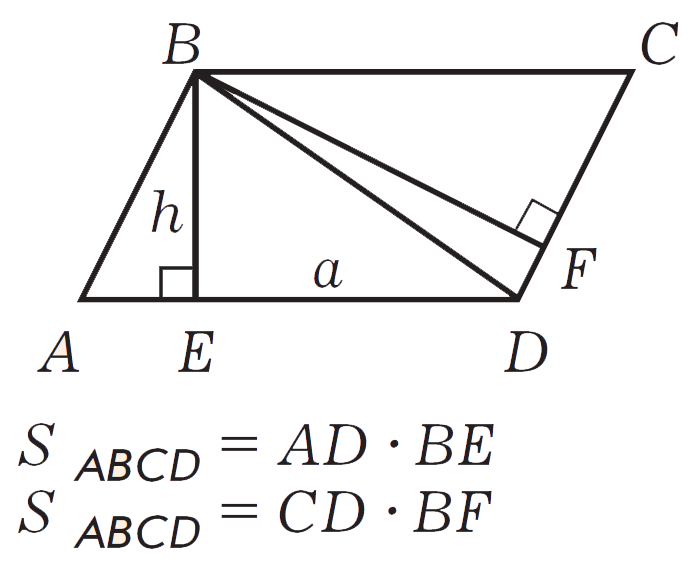 B C
h
a
F
A E D
S ABCD = AD · BE
S ABCD = CD · BF